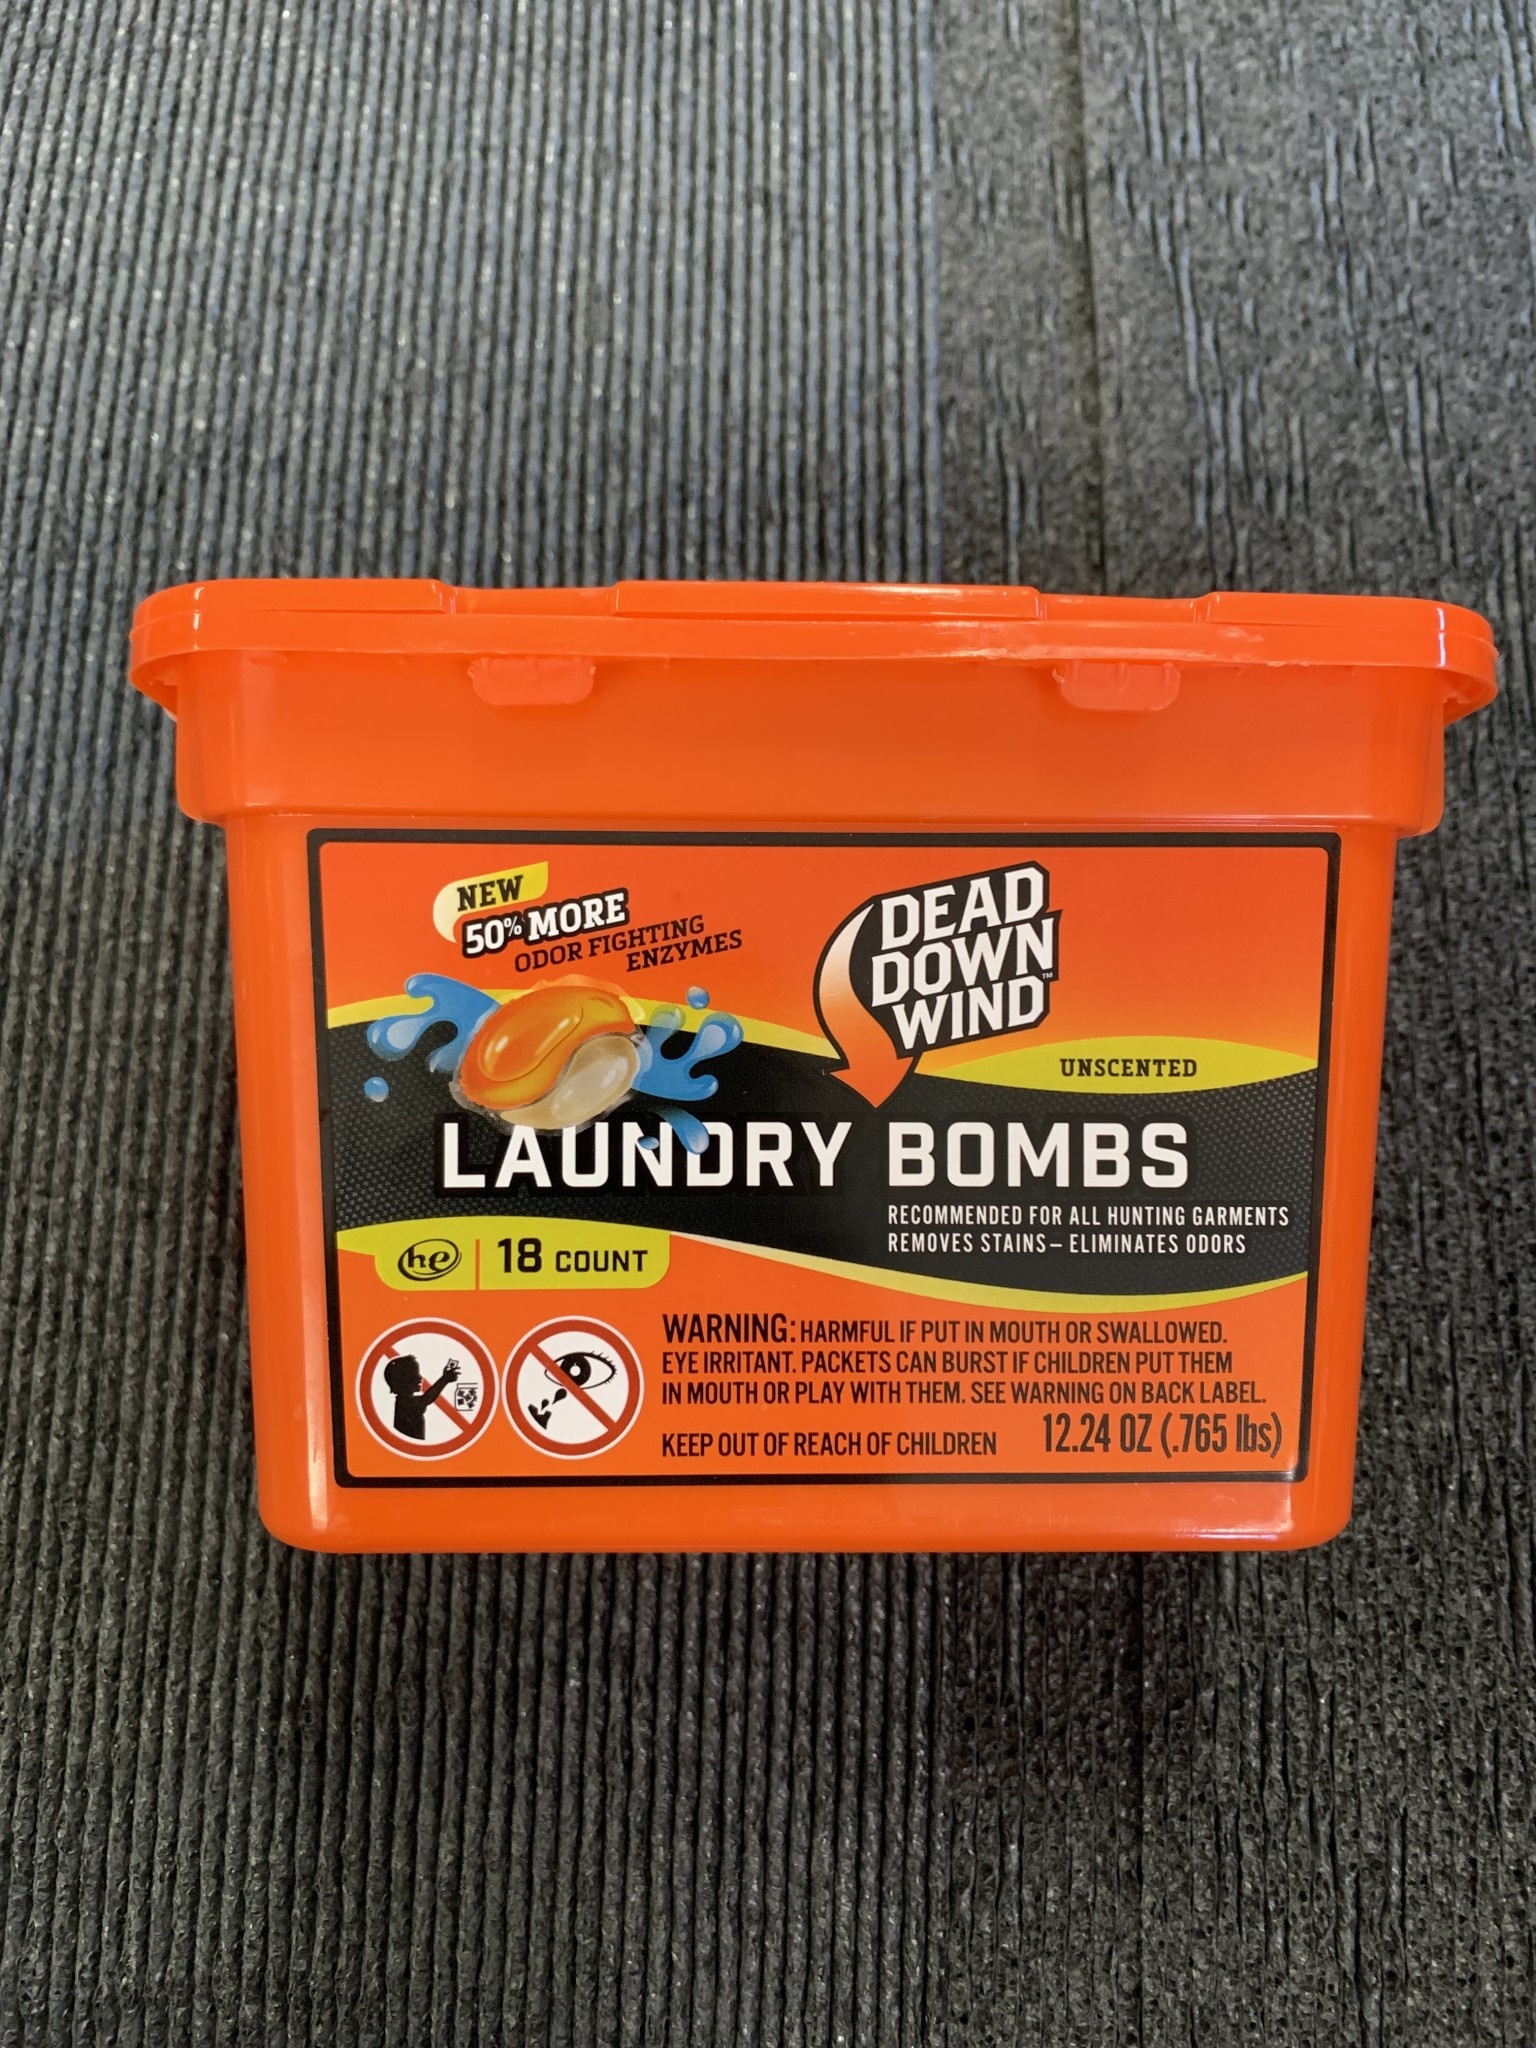 NEW
50% MORE
ODOR FIGHTING
ENZYMES
DEAD
DOWN
WIND™
UNSCENTED
LAUNDRY BOMBS
RECOMMENDED FOR ALL HUNTING GARMENTS
REMOVES STAINS– ELIMINATES ODORS
he | 18 COUNT
WARNING: HARMFUL IF PUT IN MOUTH OR SWALLOWED.
EYE IRRITANT. PACKETS CAN BURST IF CHILDREN PUT THEM
IN MOUTH OR PLAY WITH THEM. SEE WARNING ON BACK LABEL.
KEEP OUT OF REACH OF CHILDREN 12.24 OZ (.765 lbs)